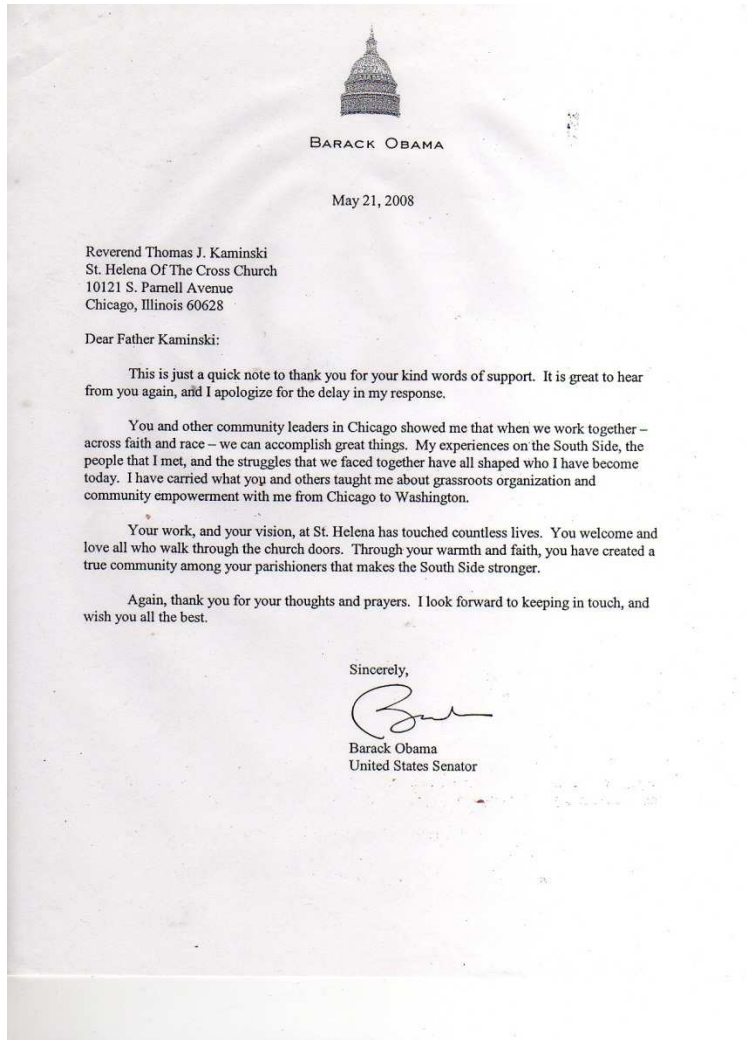 BARACK OBAMA
May 21, 2008
Reverend Thomas J. Kaminski
St. Helena Of The Cross Church
10121 S. Parnell Avenue
Chicago, Illinois 60628
Dear Father Kaminski:
This is just a quick note to thank you for your kind words of support. It is great to hear
from you again, and I apologize for the delay in my response.
You and other community leaders in Chicago showed me that when we work together –
across faith and race – we can accomplish great things. My experiences on the South Side, the
people that I met, and the struggles that we faced together have all shaped who I have become
today. I have carried what you and others taught me about grassroots organization and
community empowerment with me from Chicago to Washington.
Your work, and your vision, at St. Helena has touched countless lives. You welcome and
love all who walk through the church doors. Through your warmth and faith, you have created a
true community among your parishioners that makes the South Side stronger.
Again, thank you for your thoughts and prayers. I look forward to keeping in touch, and
wish you all the best.
Sincerely,
Barack Obama
United States Senator